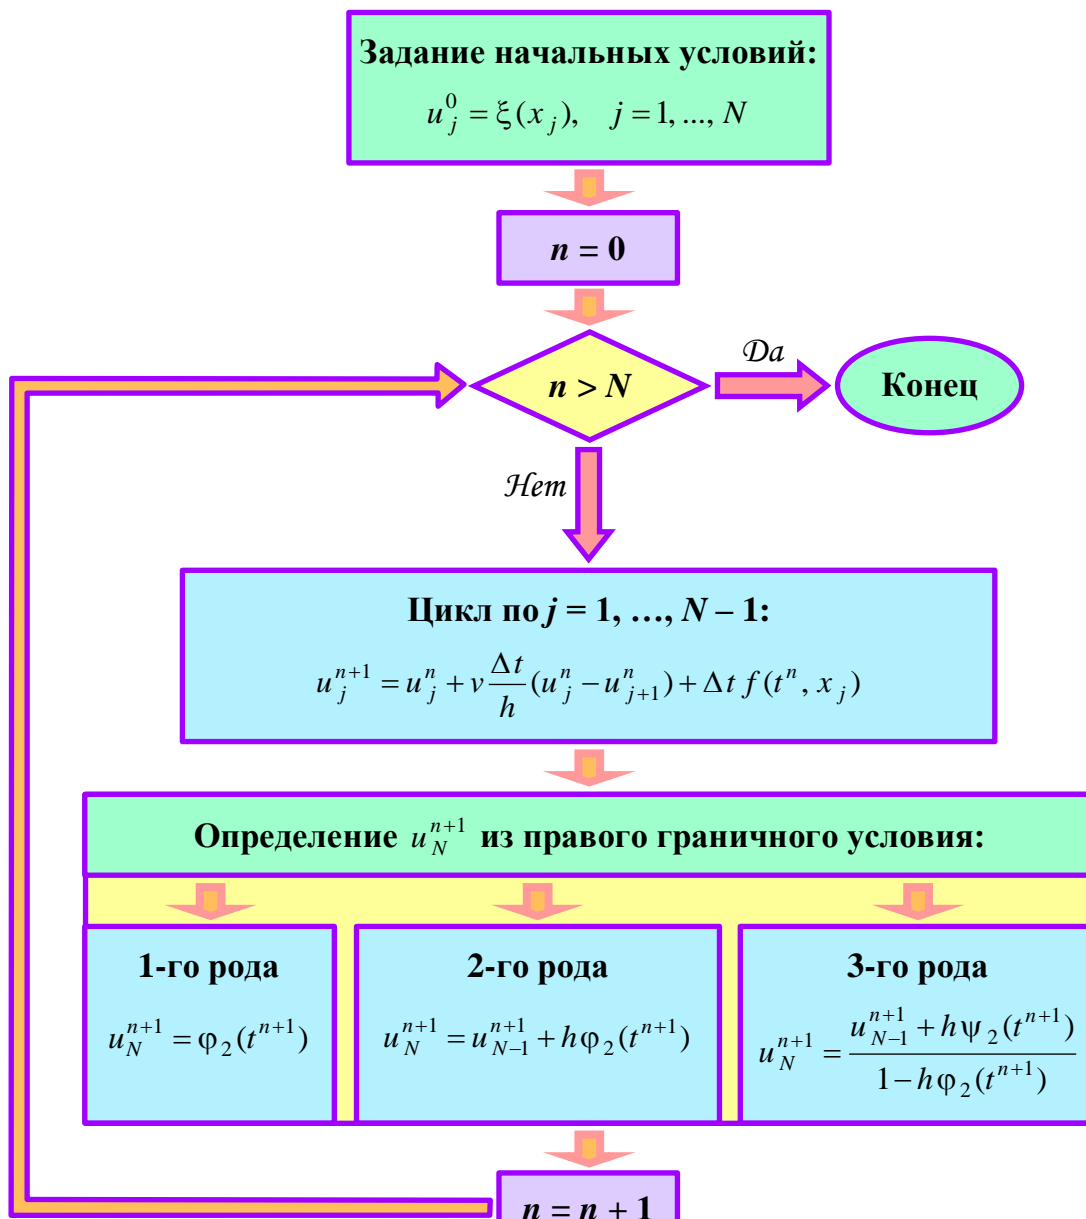 Задание начальных условий:
u_j^0 = ξ(x_j), j = 1, ..., N
n = 0
n > N
Да
Конец
Нет
Цикл по j = 1, …, N – 1:
u_j^{n+1} = u_j^n + v \frac{Δt}{h} (u_j^n − u_{j+1}^n) + Δt f(t^n, x_j)
Определение u_N^{n+1} из правого граничного условия:
1-го рода
u_N^{n+1} = φ_2(t^{n+1})
2-го рода
u_N^{n+1} = u_{N−1}^{n+1} + hφ_2(t^{n+1})
3-го рода
u_N^{n+1} = \frac{u_{N−1}^{n+1} + hψ_2(t^{n+1})}{1 − hφ_2(t^{n+1})}
n = n + 1